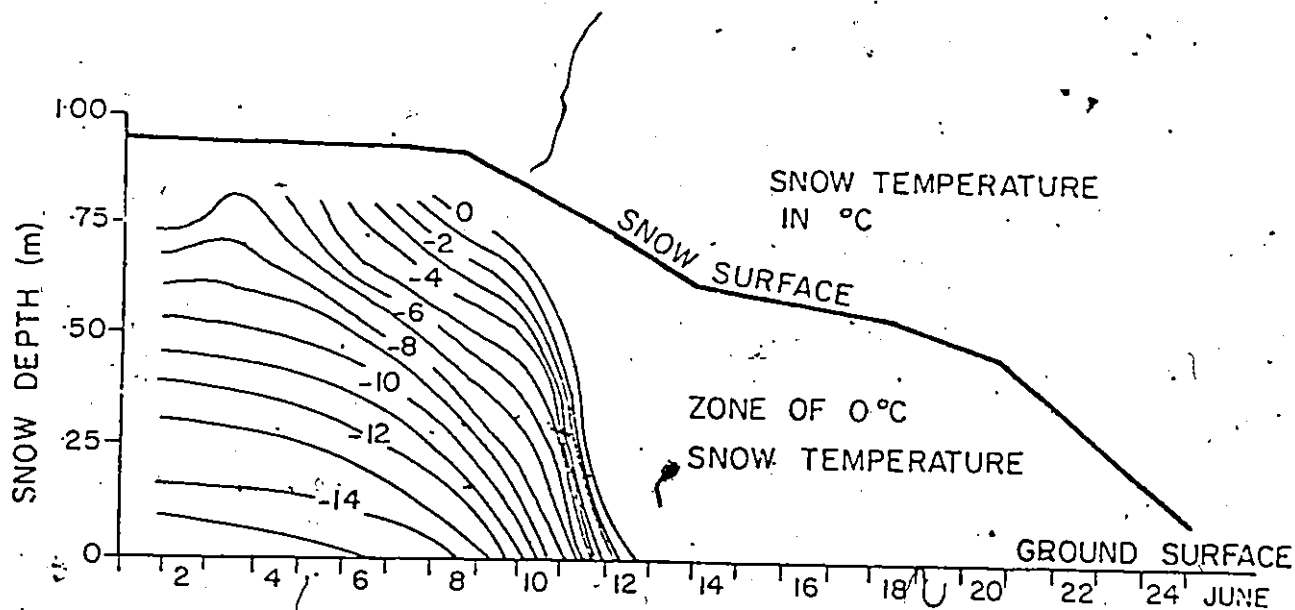 1.00
.75
.50
.25
0
SNOW DEPTH (m)
SNOW TEMPERATURE
IN °C
SNOW SURFACE
0
-2
-4
-6
-8
-10
-12
-14
ZONE OF 0°C
SNOW TEMPERATURE
GROUND SURFACE
2 4 6 8 10 12 14 16 18 20 22 24 JUNE